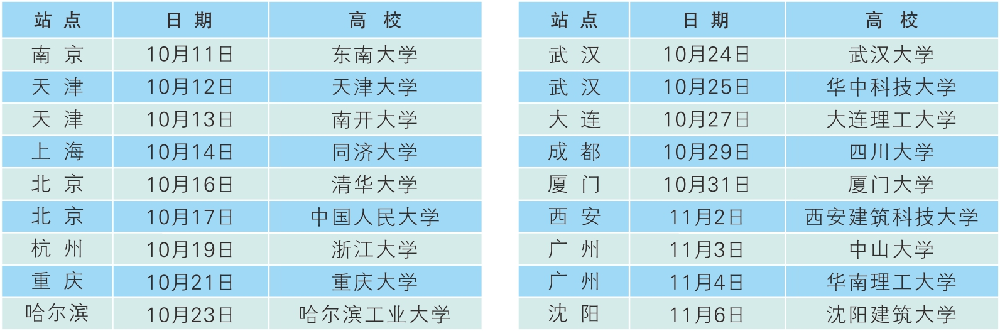 站点 日期 高校
南京 10月11日 东南大学
天津 10月12日 天津大学
天津 10月13日 南开大学
上海 10月14日 同济大学
北京 10月16日 清华大学
北京 10月17日 中国人民大学
杭州 10月19日 浙江大学
重庆 10月21日 重庆大学
哈尔滨 10月23日 哈尔滨工业大学
站点 日期 高校
武汉 10月24日 武汉大学
武汉 10月25日 华中科技大学
大连 10月27日 大连理工大学
成都 10月29日 四川大学
厦门 10月31日 厦门大学
西安 11月2日 西安建筑科技大学
广州 11月3日 中山大学
广州 11月4日 华南理工大学
沈阳 11月6日 沈阳建筑大学